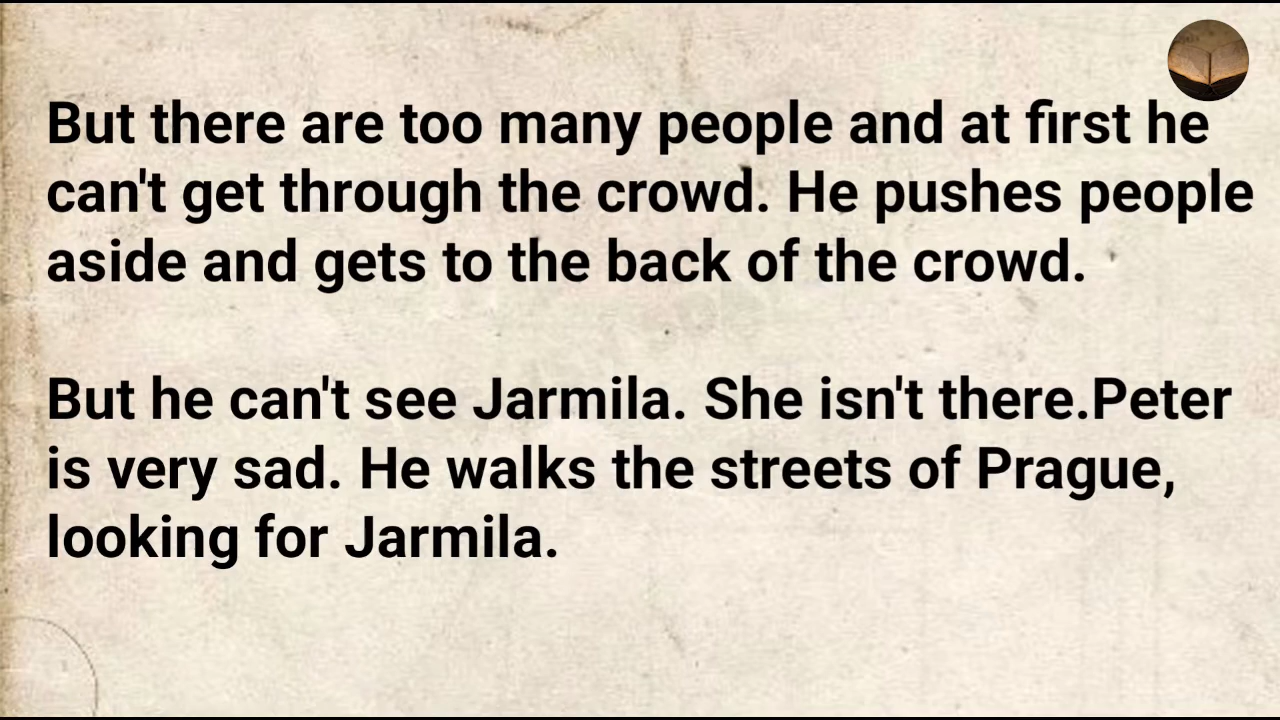 But there are too many people and at first he
can't get through the crowd. He pushes people
aside and gets to the back of the crowd.
But he can't see Jarmila. She isn't there.Peter
is very sad. He walks the streets of Prague,
looking for Jarmila.